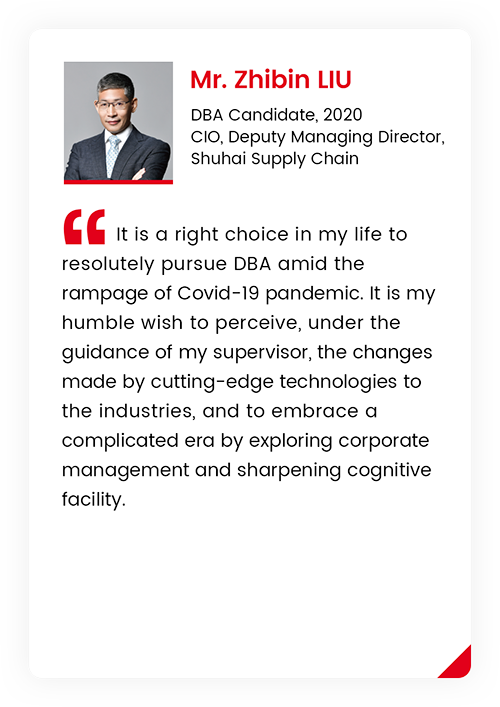 Mr. Zhibin LIU
DBA Candidate, 2020
CIO, Deputy Managing Director,
Shuhai Supply Chain
“ It is a right choice in my life to
resolutely pursue DBA amid the
rampage of Covid-19 pandemic. It is my
humble wish to perceive, under the
guidance of my supervisor, the changes
made by cutting-edge technologies to
the industries, and to embrace a
complicated era by exploring corporate
management and sharpening cognitive
facility.